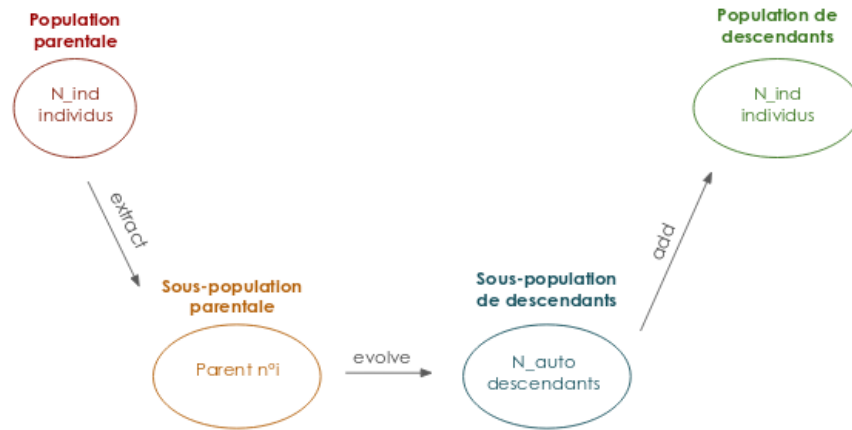 Population
parentale
N_ind
individus
extract
Sous-population
parentale
Parent n°i
evolve
Sous-population
de descendants
N_auto
descendants
add
Population de
descendants
N_ind
individus